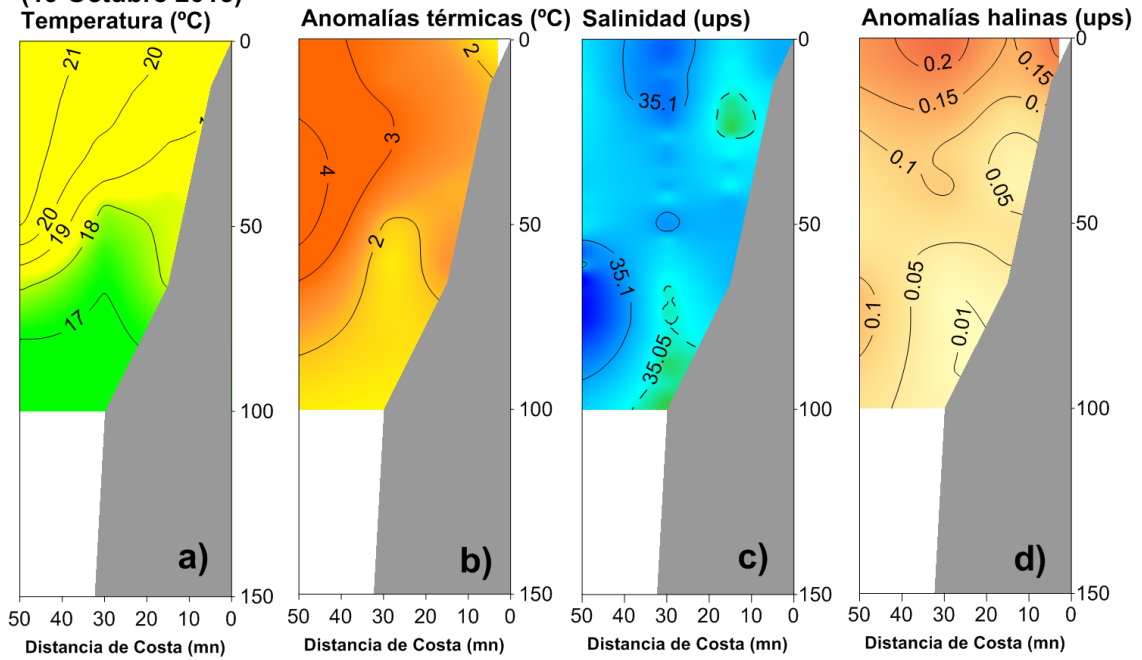 Temperatura (ºC)
Anomalías térmicas (ºC)
Salinidad (ups)
Anomalías halinas (ups)
21
20
20
19
18
17
a)
50 40 30 20 10 0
Distancia de Costa (mn)
0
50
100
150
2
3
4
2
b)
50 40 30 20 10 0
Distancia de Costa (mn)
0
50
100
150
35.1
35.1
35.05
c)
50 40 30 20 10 0
Distancia de Costa (mn)
0
50
100
150
0.2
0.15
0.15
0.1
0.05
0.05
0.1
0.01
d)
50 40 30 20 10 0
Distancia de Costa (mn)
0
50
100
150